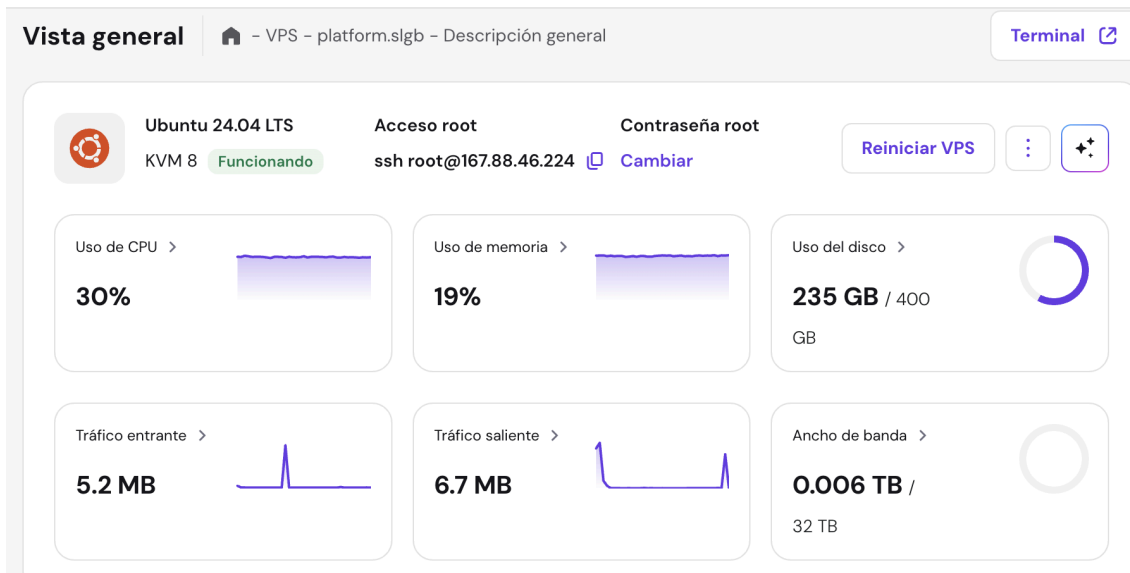 Vista general
- VPS - platform.slgb - Descripción general
Terminal
Ubuntu 24.04 LTS
KVM 8 Funcionando
Acceso root
ssh root@167.88.46.224
Contraseña root
Cambiar
Reiniciar VPS
Uso de CPU
30%
Uso de memoria
19%
Uso del disco
235 GB / 400
GB
Tráfico entrante
5.2 MB
Tráfico saliente
6.7 MB
Ancho de banda
0.006 TB /
32 TB